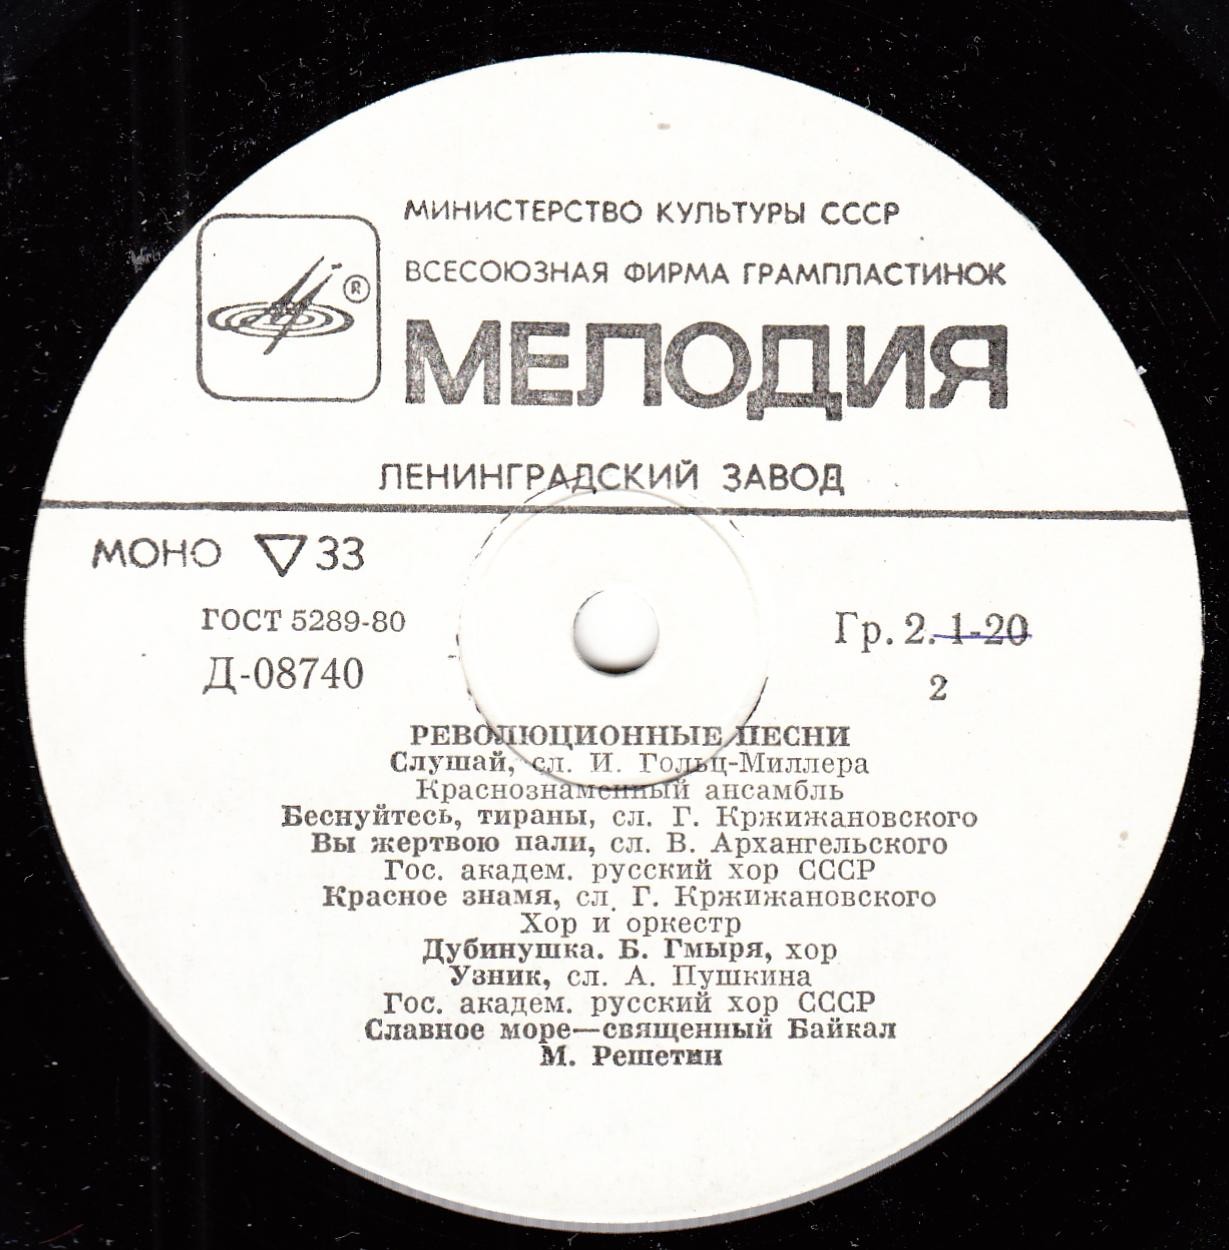 МИНИСТЕРСТВО КУЛЬТУРЫ СССР
ВСЕСОЮЗНАЯ ФИРМА ГРАМПЛАСТИНОК
®
МЕЛОДИЯ
ЛЕНИНГРАДСКИЙ ЗАВОД
МОНО ▽ 33
ГОСТ 5289-80
Гр. 2. 1-20
Д-08740
2
РЕВОЛЮЦИОННЫЕ ПЕСНИ
Слушай, сл. И. Гольц-Миллера
Краснознаменный ансамбль
Беснуйтесь, тираны, сл. Г. Кржижановского
Вы жертвою пали, сл. В. Архангельского
Гос. академ. русский хор СССР
Красное знамя, сл. Г. Кржижановского
Хор и оркестр
Дубинушка. Б. Гмыря, хор
Узник, сл. А. Пушкина
Гос. академ. русский хор СССР
Славное море—священный Байкал
М. Решетин